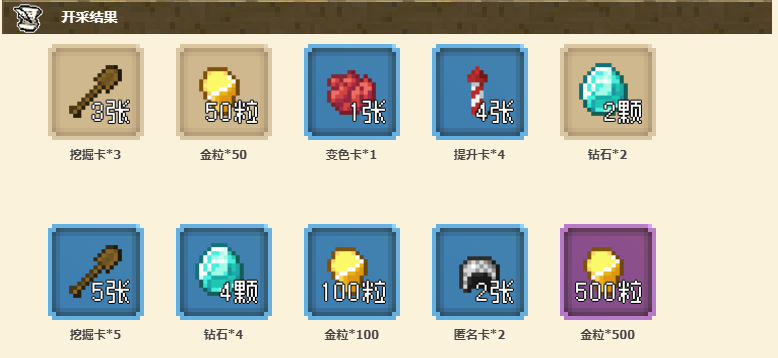 开采结果
3张
50粒
1张
4张
2颗
挖掘卡*3
金粒*50
变色卡*1
提升卡*4
钻石*2
5张
4颗
100粒
2张
500粒
挖掘卡*5
钻石*4
金粒*100
匿名卡*2
金粒*500